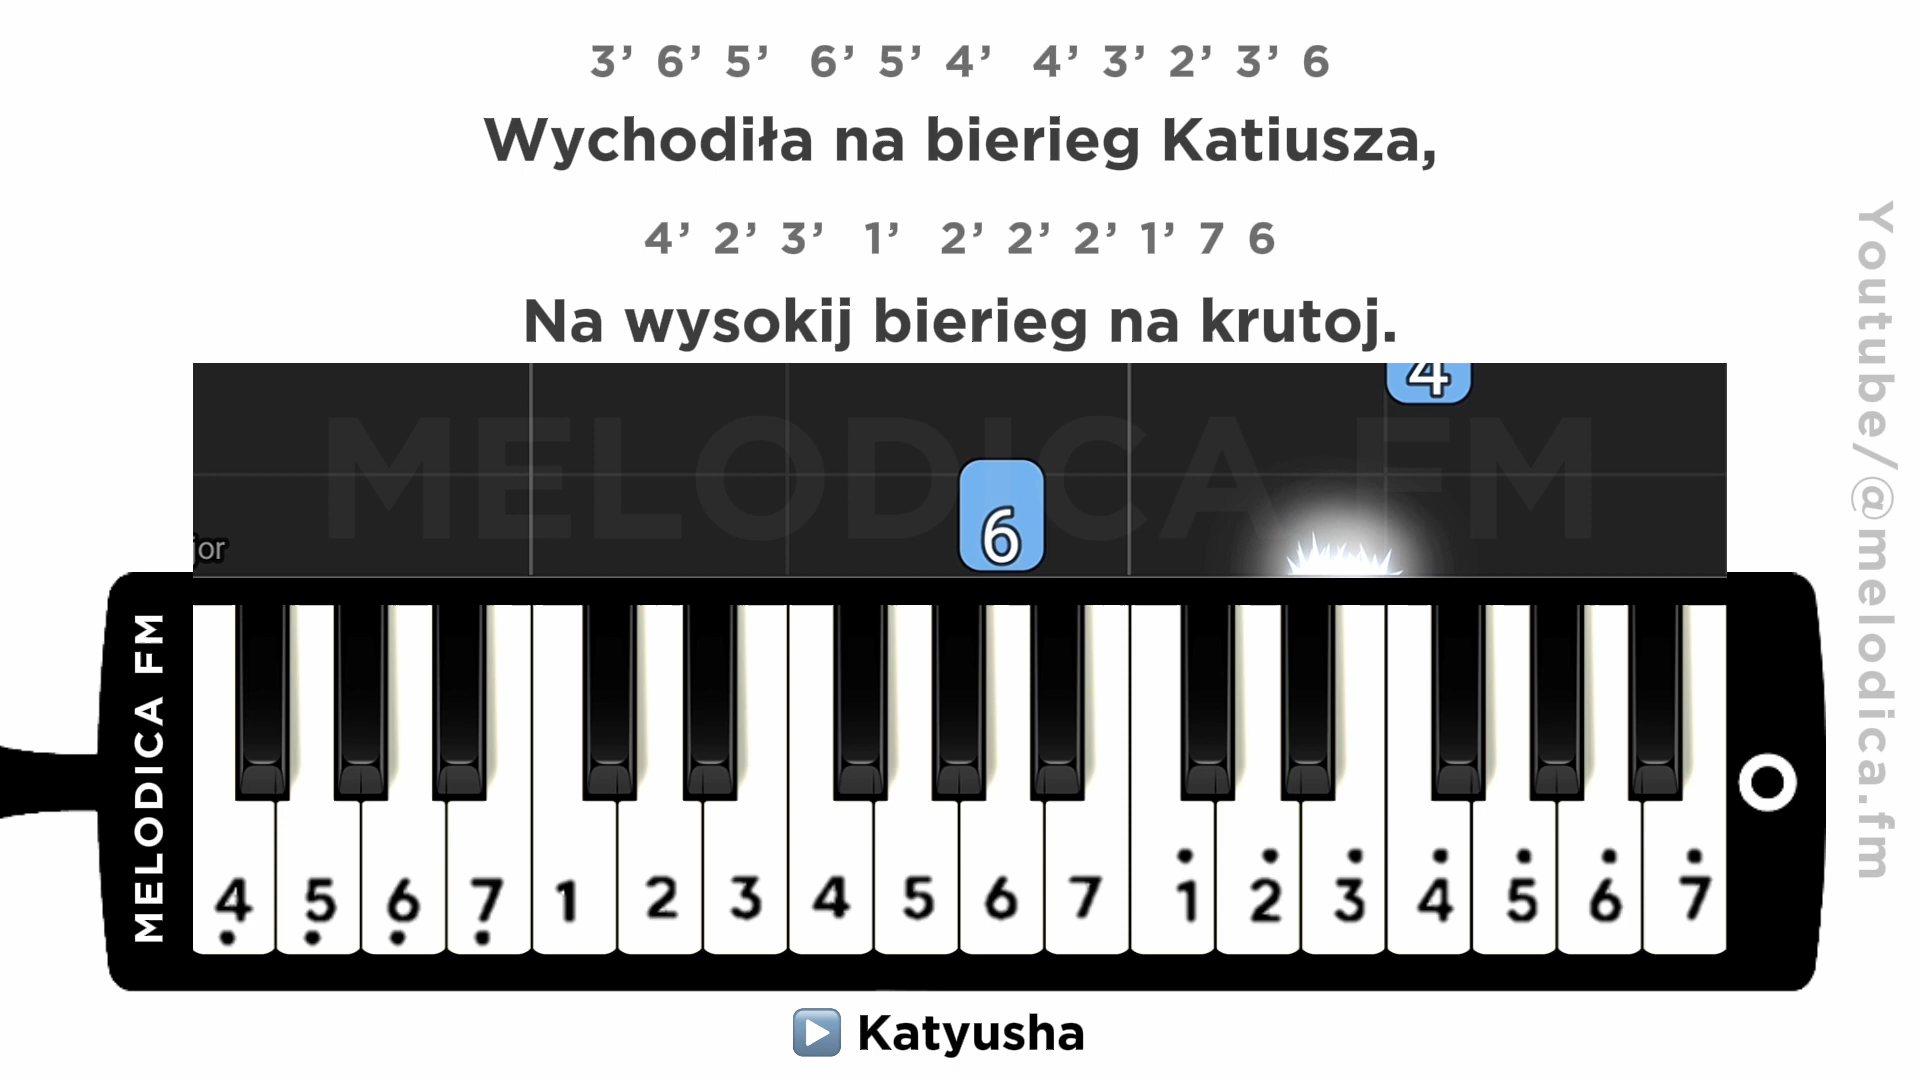 3’ 6’ 5’ 6’ 5’ 4’ 4’ 3’ 2’ 3’ 6
Wychodiła na bierieg Katiusza,
4’ 2’ 3’ 1’ 2’ 2’ 2’ 1’ 7 6
Na wysokij bierieg na krutoj.
4
MELODICA FM
6
jor
MELODICA FM
4 5 6 7 1 2 3 4 5 6 7 1 2 3 4 5 6 7
Katyusha
Youtube/@melodica.fm